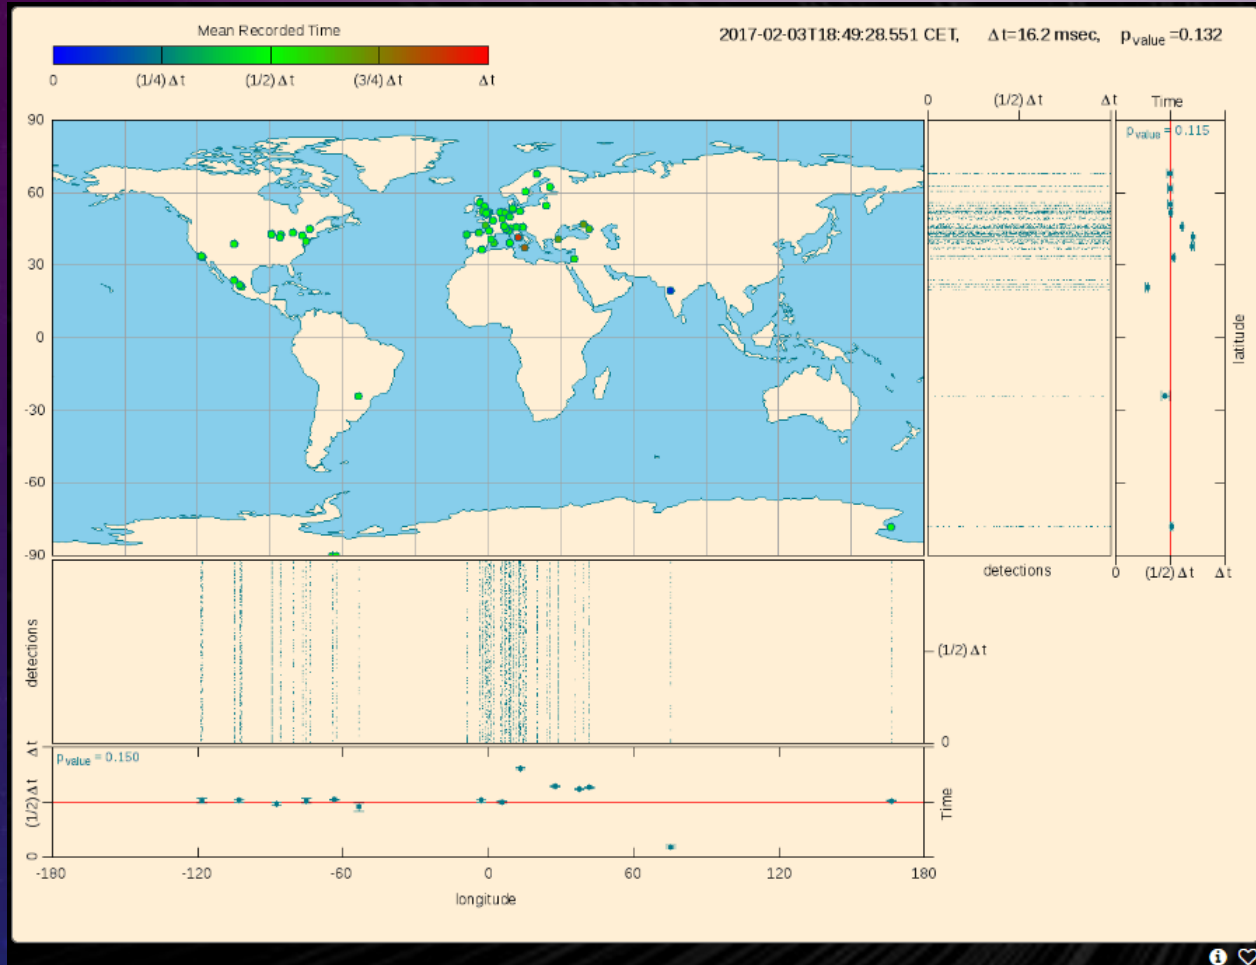 Mean Recorded Time
0 (1/4) Δt (1/2) Δt (3/4) Δt Δt
2017-02-03T18:49:28.551 CET, Δt=16.2 msec, pvalue =0.132
0 (1/2) Δt Δt
Time
pvalue = 0.115
90
60
30
0
-30
-60
-90
latitude
detections
0 (1/2) Δt Δt
detections
(1/2) Δt
0
pvalue = 0.150
Δt
(1/2) Δt
0
Time
-180 -120 -60 0 60 120 180
longitude